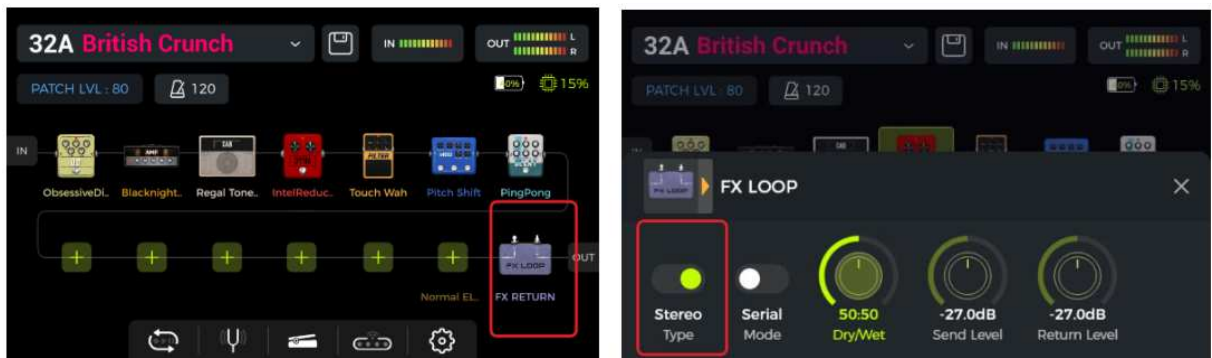 32A British Crunch
IN
OUT
L
R
PATCH LVL : 80
120
15%
IN
AMP
CAB
FILTER
ObsessiveDi..
Blacknight..
Regal Tone..
IntelReduc..
Touch Wah
Pitch Shift
PingPong
FX LOOP
OUT
Normal EL..
FX RETURN
32A British Crunch
IN
OUT
L
R
PATCH LVL : 80
120
15%
FX LOOP
FX LOOP
Stereo
Type
Serial
Mode
50:50
Dry/Wet
-27.0dB
Send Level
-27.0dB
Return Level